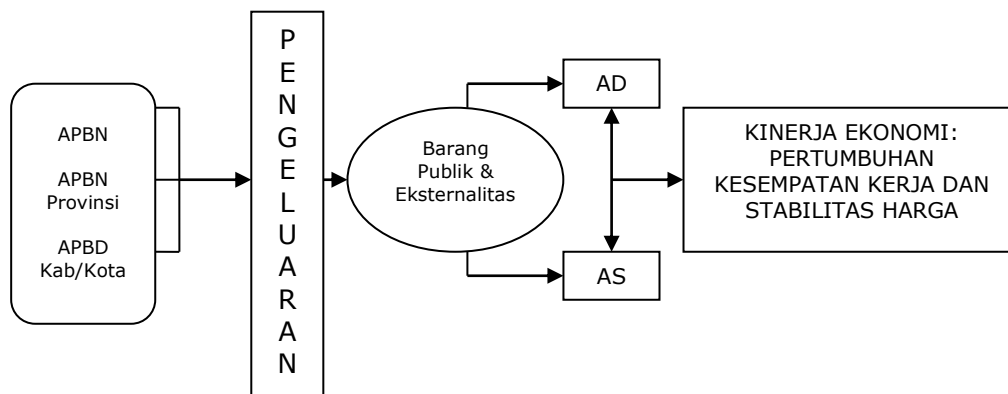 APBN
APBN
Provinsi
APBD
Kab/Kota
P
E
N
G
E
L
U
A
R
A
N
Barang
Publik &
Eksternalitas
AD
AS
KINERJA EKONOMI:
PERTUMBUHAN
KESEMPATAN KERJA DAN
STABILITAS HARGA